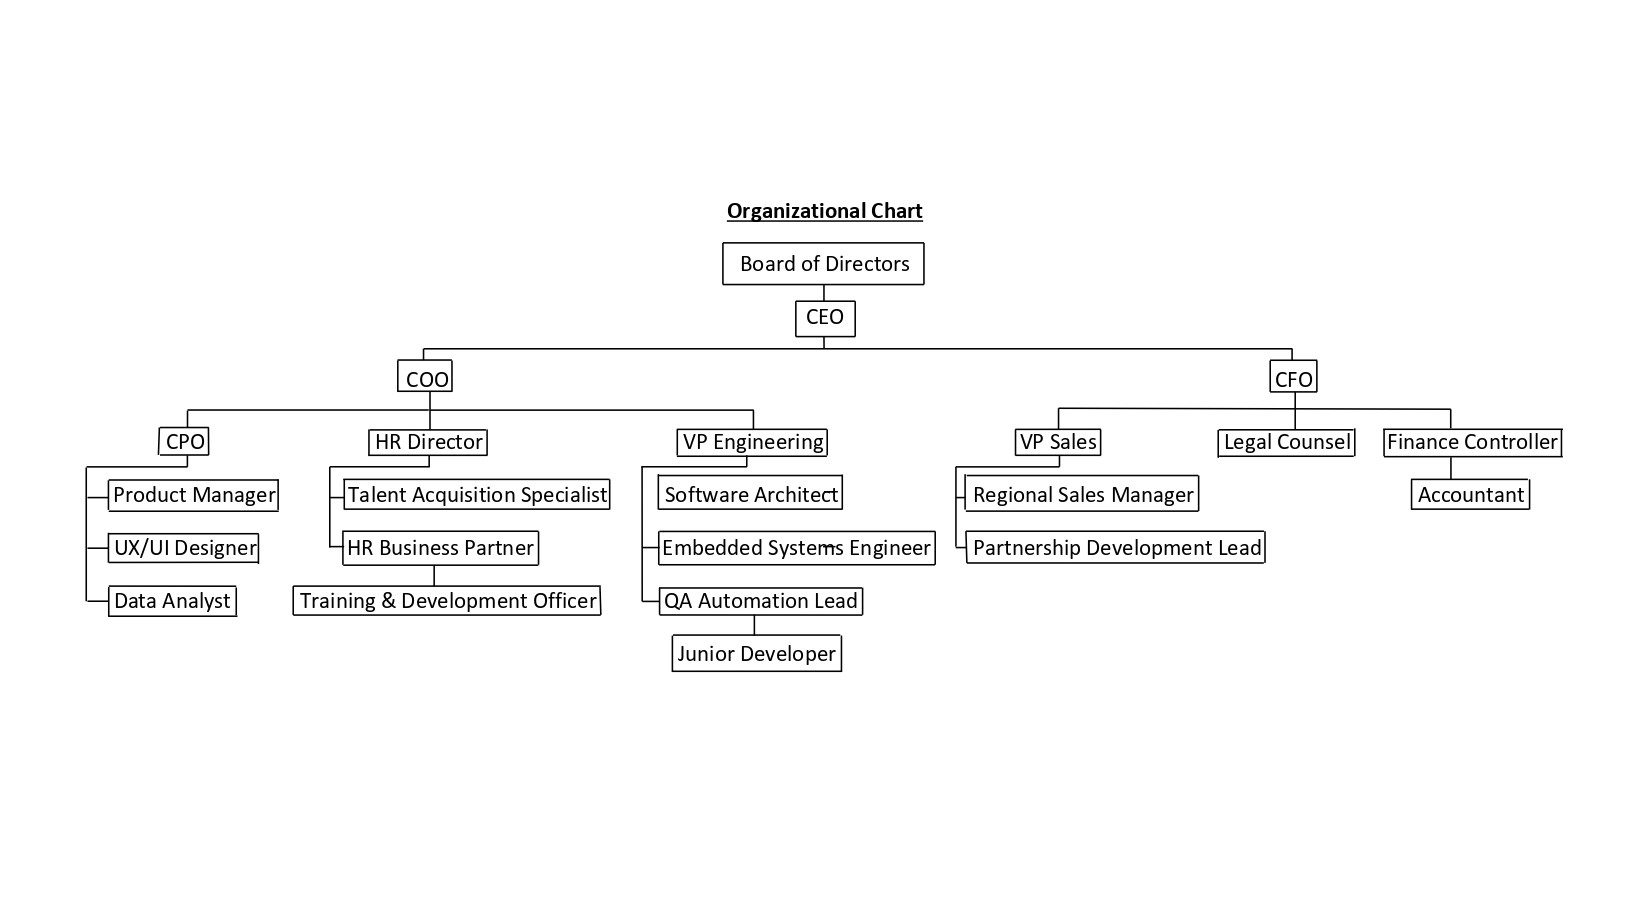 Organizational Chart
Board of Directors
CEO
COO
CFO
CPO
HR Director
VP Engineering
VP Sales
Legal Counsel
Finance Controller
Product Manager
Talent Acquisition Specialist
Software Architect
Regional Sales Manager
Accountant
UX/UI Designer
HR Business Partner
Embedded Systems Engineer
Partnership Development Lead
Data Analyst
Training & Development Officer
QA Automation Lead
Junior Developer